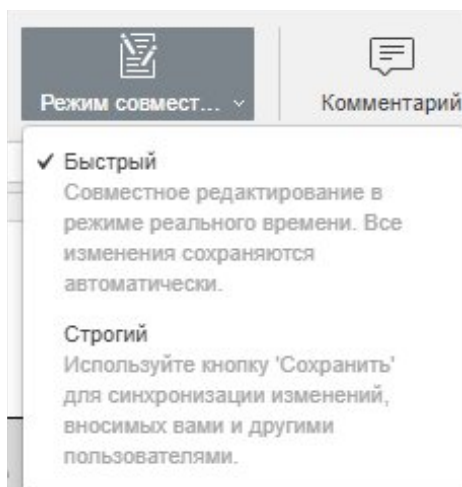 Режим совмест...
Комментарий
Быстрый
Совместное редактирование в
режиме реального времени. Все
изменения сохраняются
автоматически.
Строгий
Используйте кнопку 'Сохранить'
для синхронизации изменений,
вносимых вами и другими
пользователями.